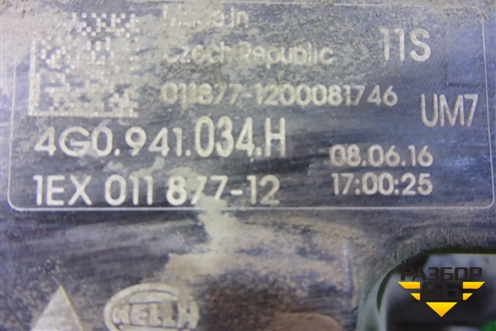 Made in
Czech Republic
11S
011877-1200081746
UM7
4G0.941.034.H
08.06.16
1EX 011 877-12
17:00:25
HELLA
РАЗБОР